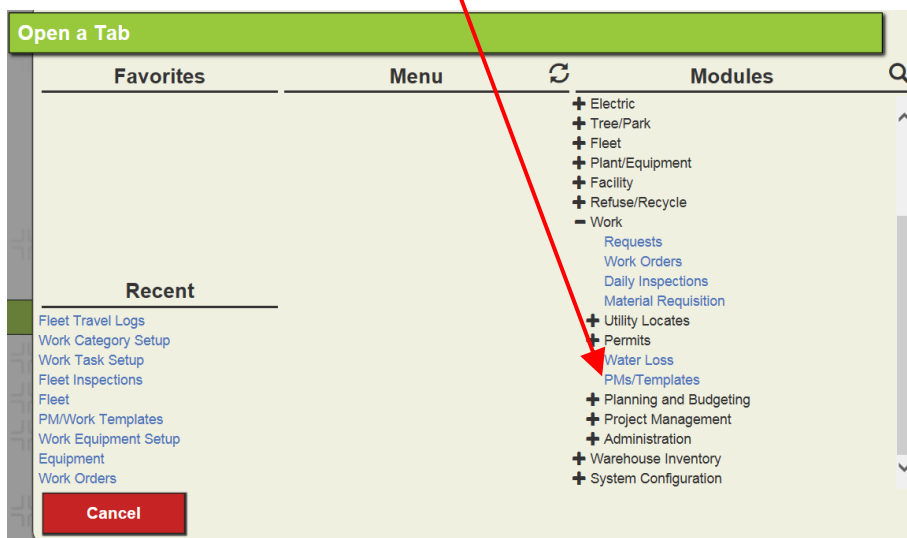 Open a Tab
Favorites
Recent
Fleet Travel Logs
Work Category Setup
Work Task Setup
Fleet Inspections
Fleet
PM/Work Templates
Work Equipment Setup
Equipment
Work Orders
Cancel
Menu
Modules
Electric
Tree/Park
Fleet
Plant/Equipment
Facility
Refuse/Recycle
Work
Requests
Work Orders
Daily Inspections
Material Requisition
Utility Locates
Permits
Water Loss
PMs/Templates
Planning and Budgeting
Project Management
Administration
Warehouse Inventory
System Configuration